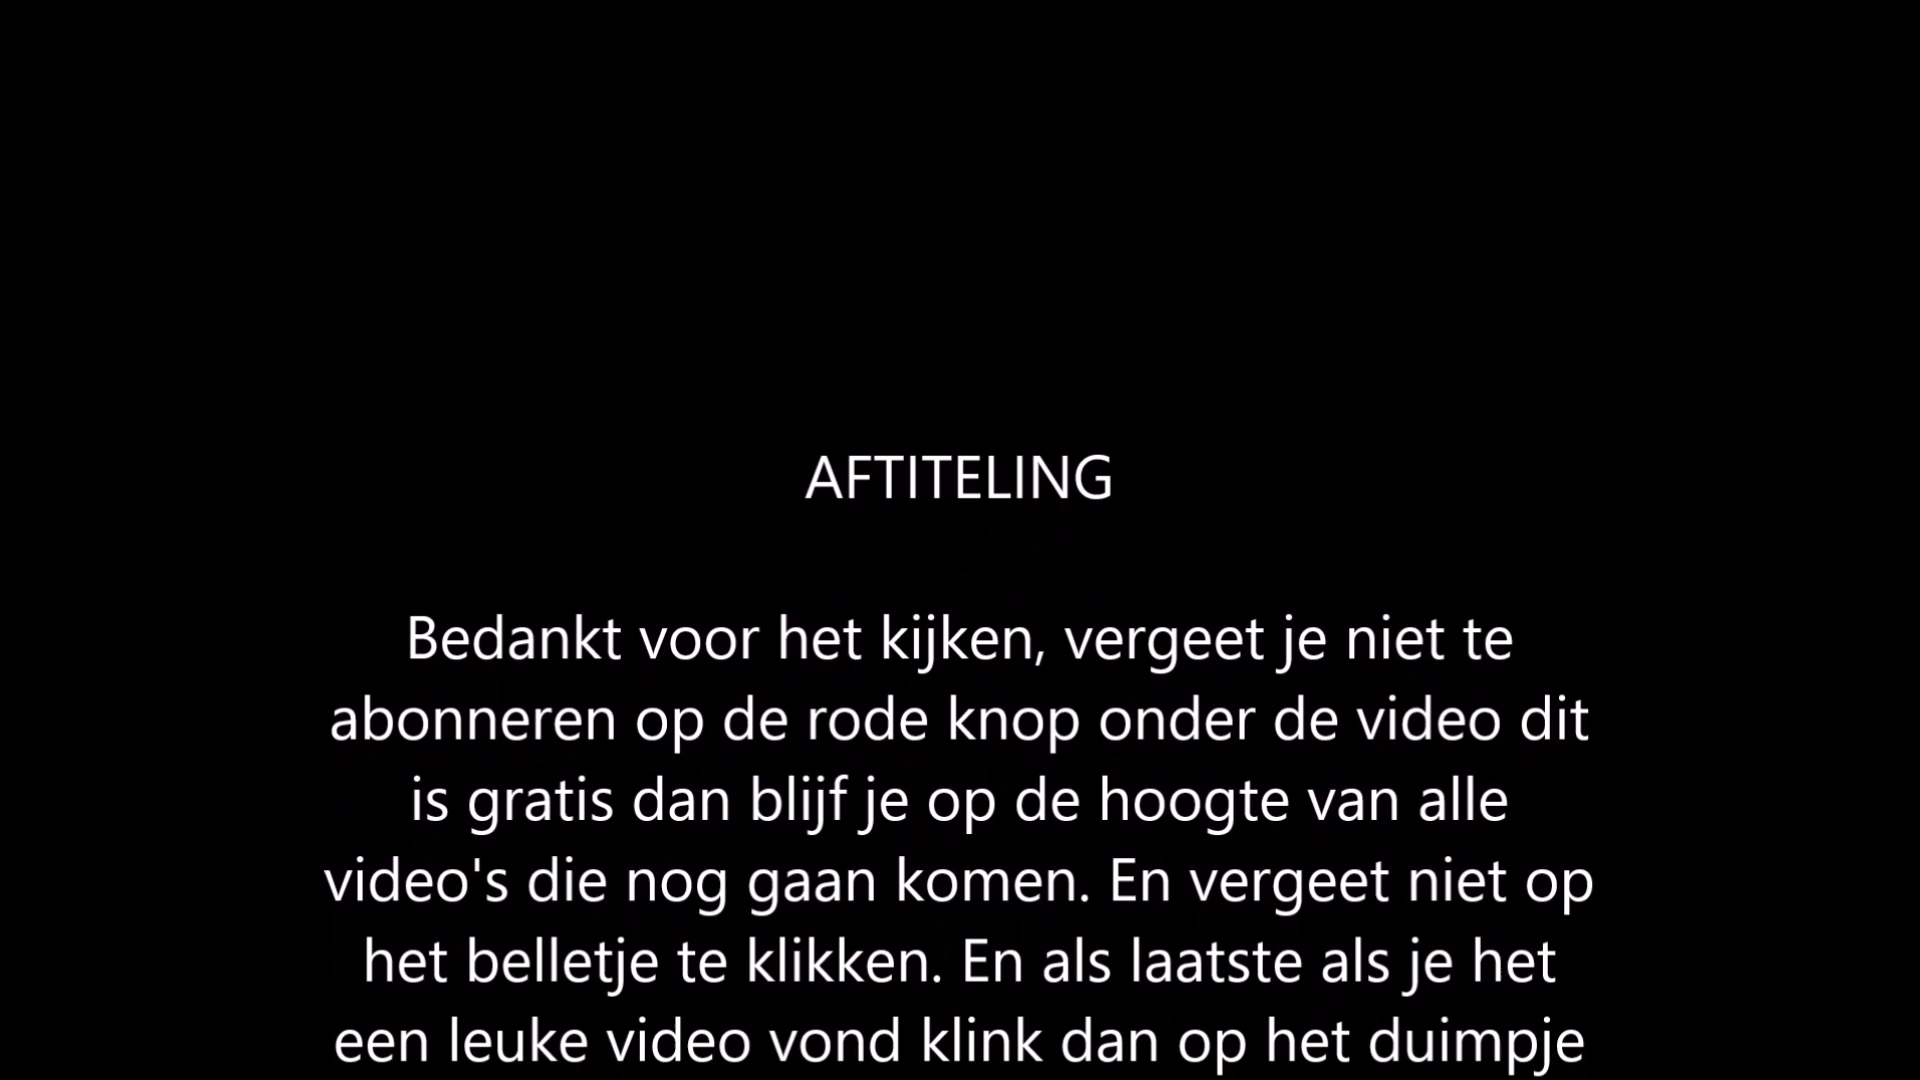 AFTITELING
Bedankt voor het kijken, vergeet je niet te
abonneren op de rode knop onder de video dit
is gratis dan blijf je op de hoogte van alle
video's die nog gaan komen. En vergeet niet op
het belletje te klikken. En als laatste als je het
een leuke video vond klink dan op het duimpje